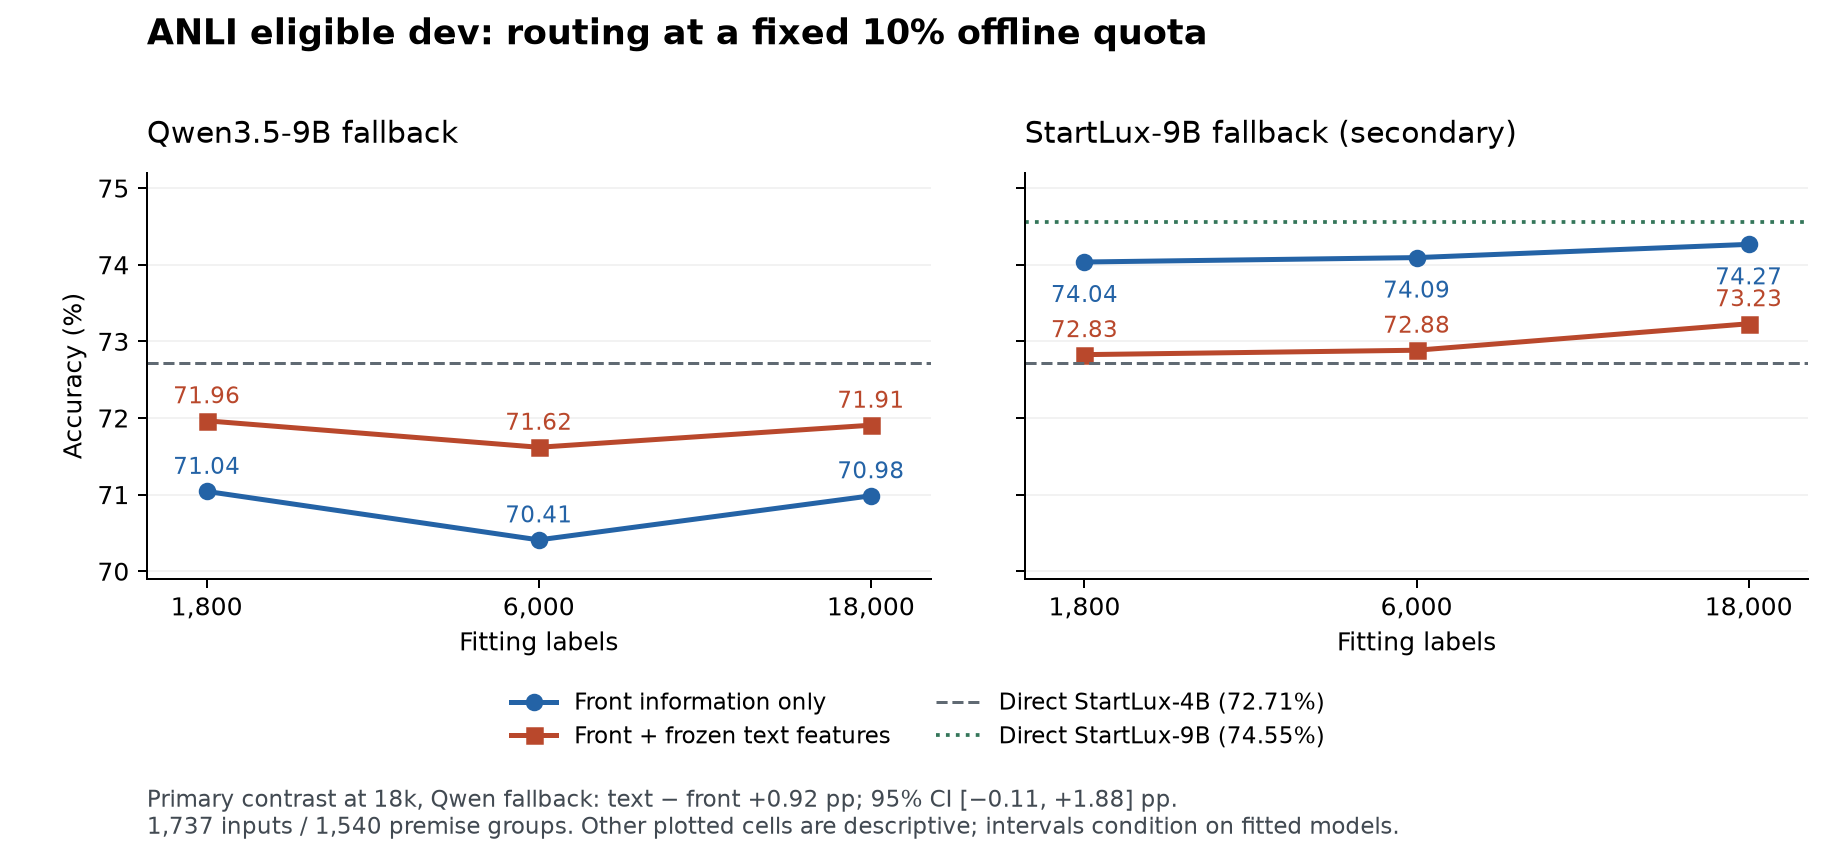 ANLI eligible dev: routing at a fixed 10% offline quota
Qwen3.5-9B fallback
StartLux-9B fallback (secondary)
Accuracy (%)
75
74
73
72
71
70
71.96
71.62
71.91
71.04
70.41
70.98
1,800
6,000
18,000
Fitting labels
74.04
74.09
74.27
72.83
72.88
73.23
1,800
6,000
18,000
Fitting labels
Front information only
Front + frozen text features
Direct StartLux-4B (72.71%)
Direct StartLux-9B (74.55%)
Primary contrast at 18k, Qwen fallback: text − front +0.92 pp; 95% CI [−0.11, +1.88] pp.
1,737 inputs / 1,540 premise groups. Other plotted cells are descriptive; intervals condition on fitted models.